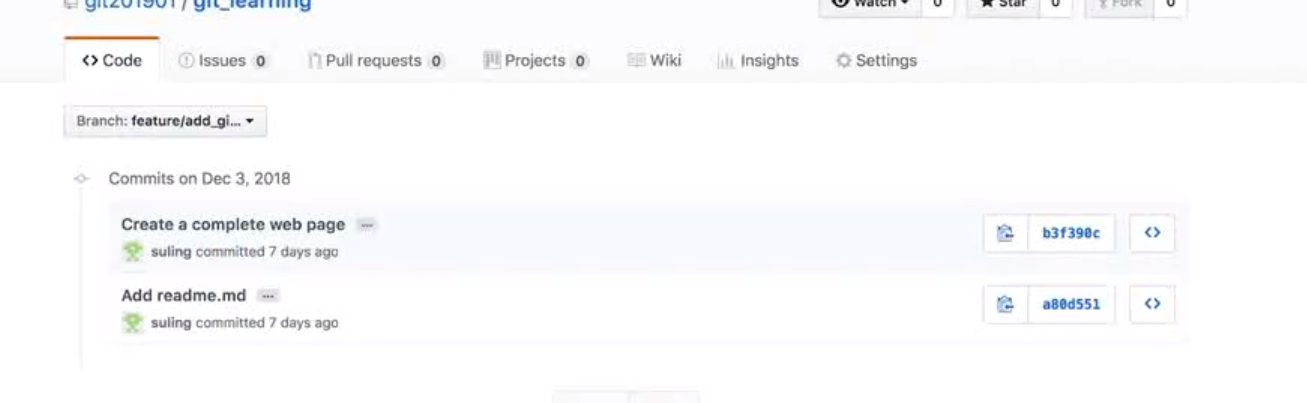 git201901 / git_learning
Watch 0 Star 0 Fork 0
Code Issues 0 Pull requests 0 Projects 0 Wiki Insights Settings
Branch: feature/add_gi...
Commits on Dec 3, 2018
Create a complete web page ...
b3f390c
suling committed 7 days ago
Add readme.md ...
a80d551
suling committed 7 days ago